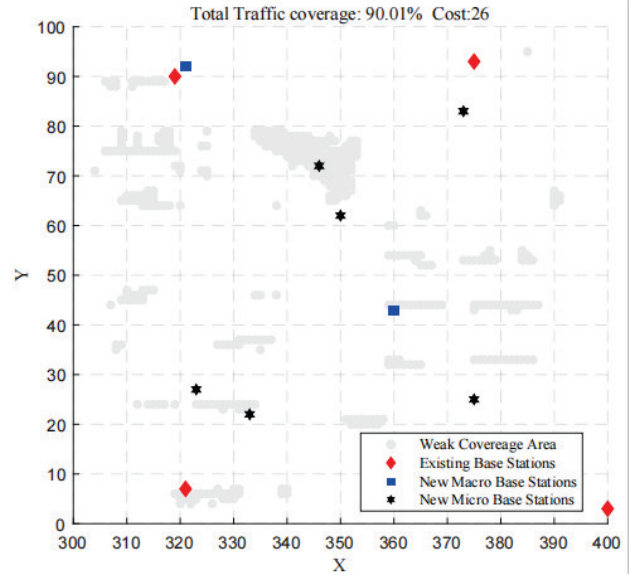 Total Traffic coverage: 90.01% Cost:26
100
90
80
70
60
50
40
30
20
10
0
Y
300 310 320 330 340 350 360 370 380 390 400
X
Weak Covereage Area
Existing Base Stations
New Macro Base Stations
New Micro Base Stations